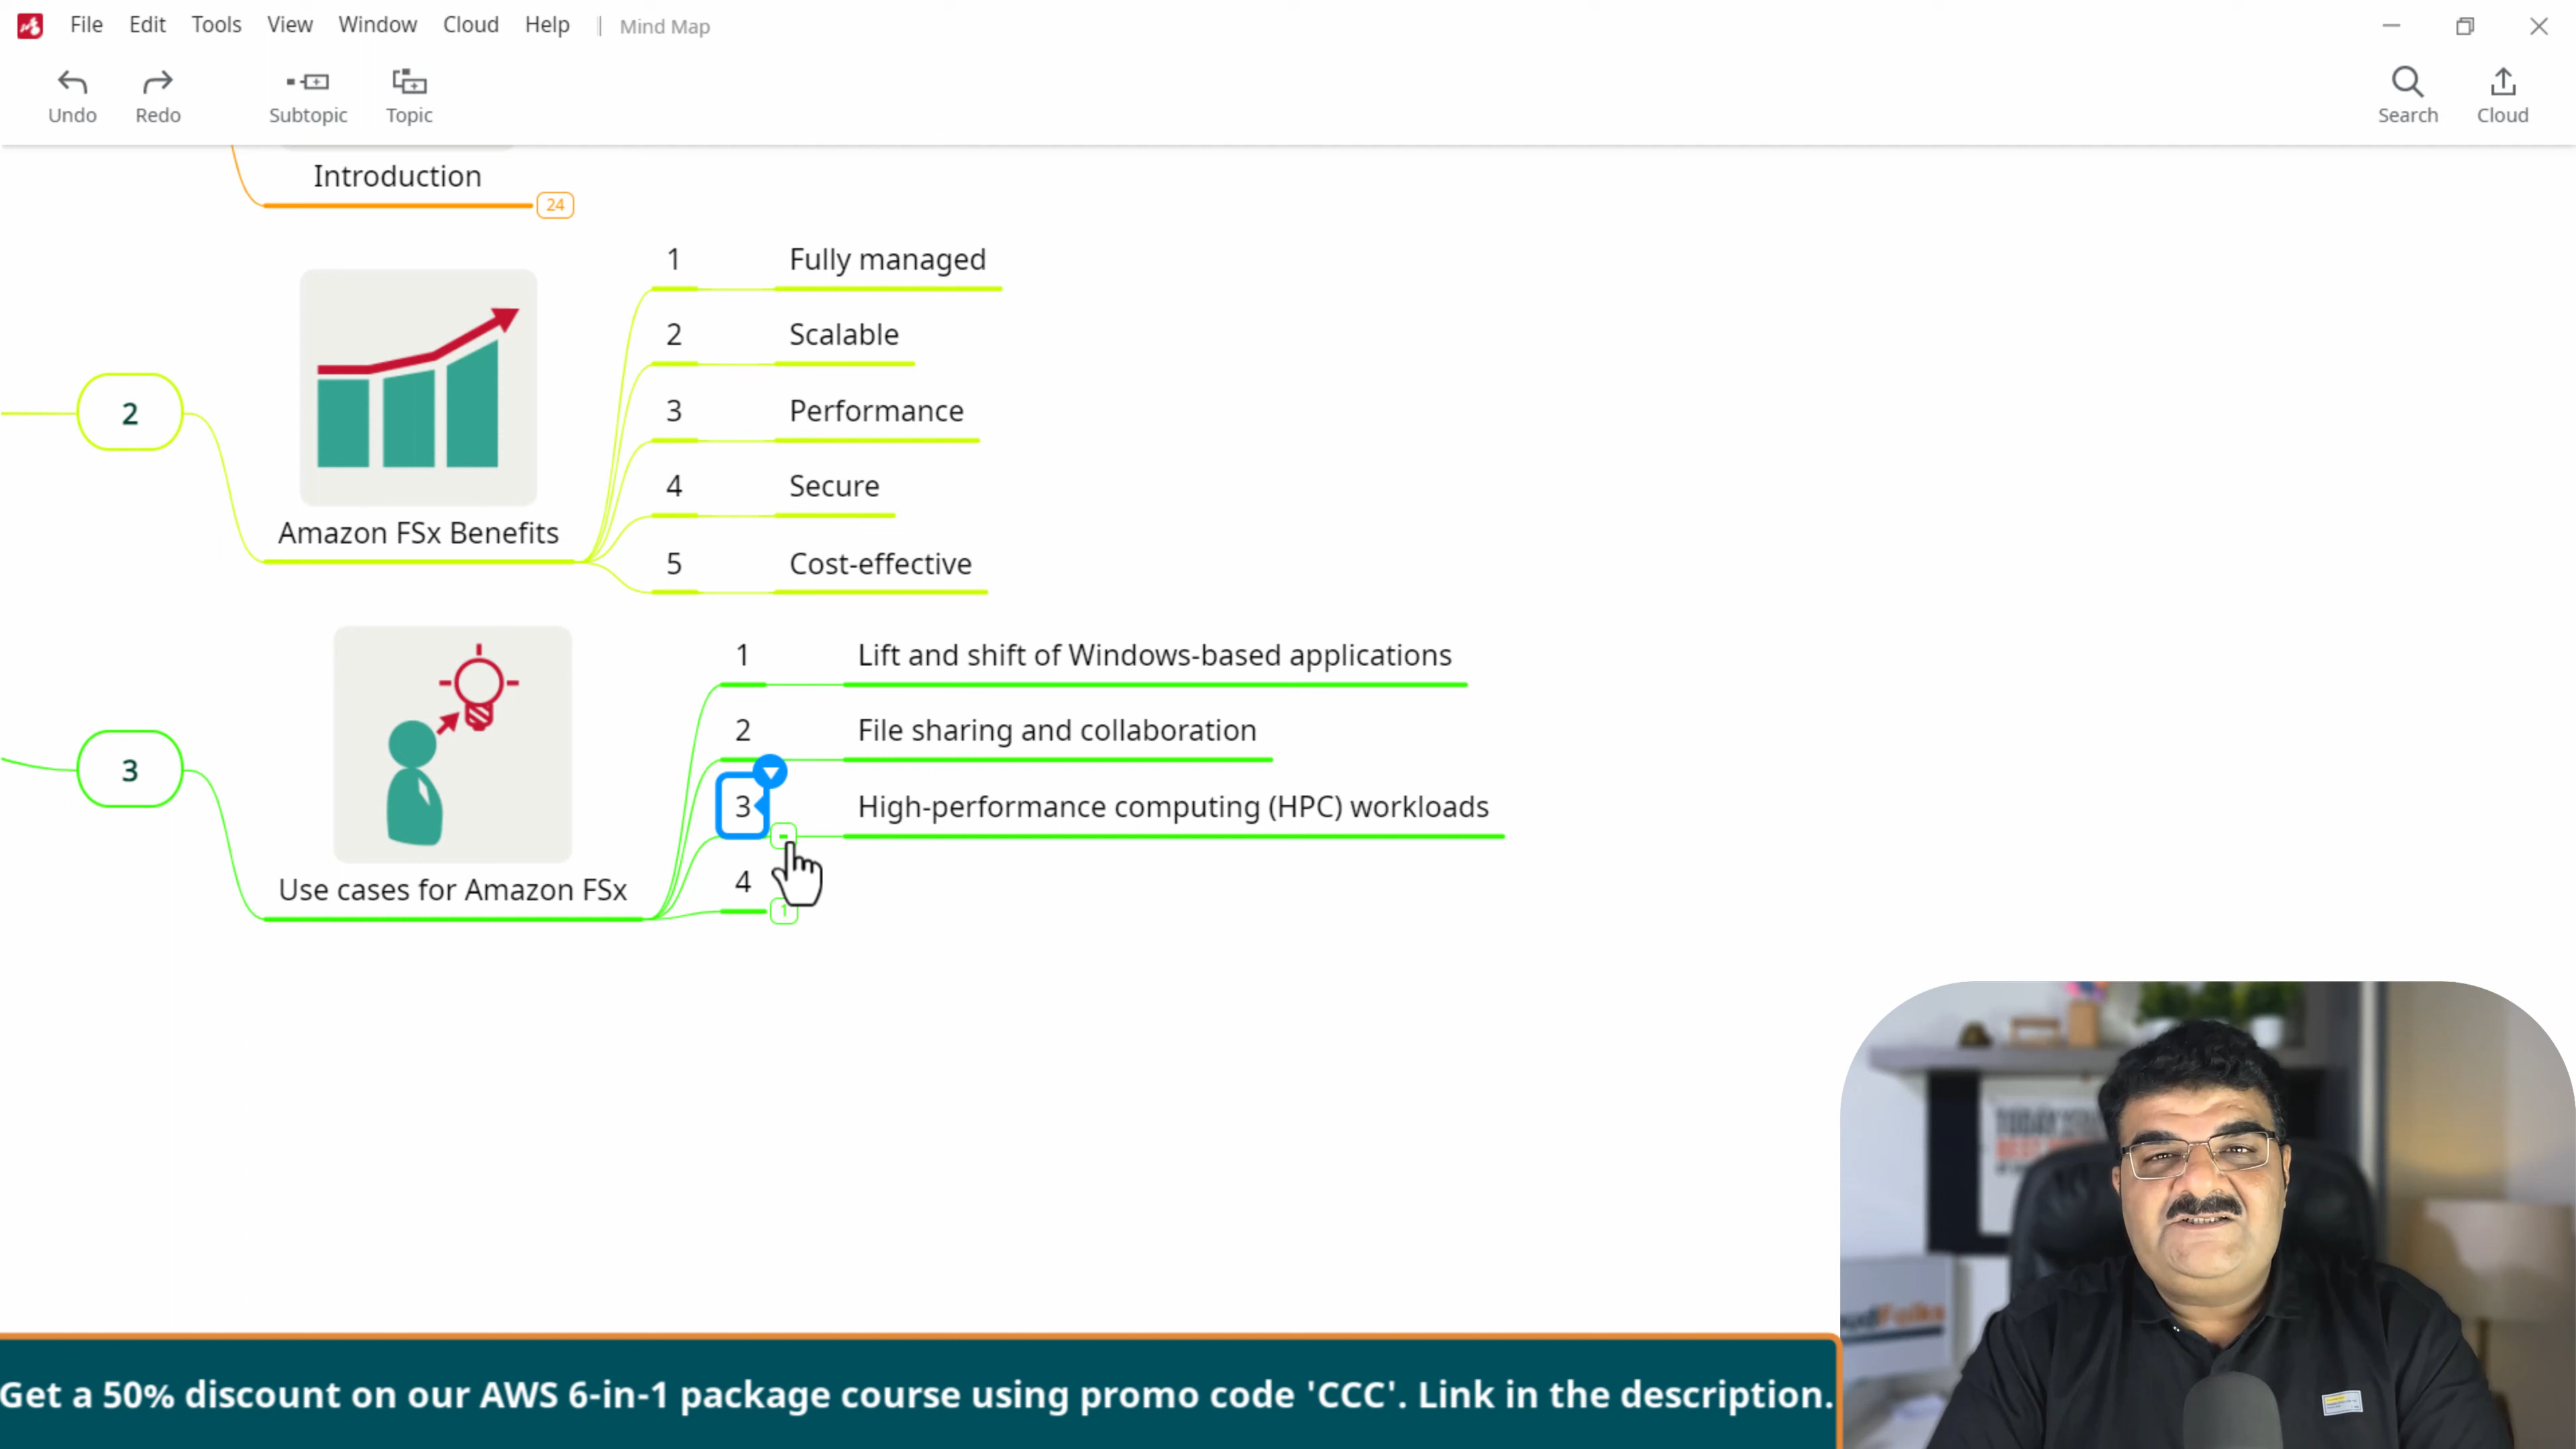 File Edit Tools View Window Cloud Help | Mind Map
Undo Redo Subtopic Topic Search Cloud
Introduction
24
2
Amazon FSx Benefits
1 Fully managed
2 Scalable
3 Performance
4 Secure
5 Cost-effective
3
Use cases for Amazon FSx
1 Lift and shift of Windows-based applications
2 File sharing and collaboration
3 High-performance computing (HPC) workloads
4
1
Get a 50% discount on our AWS 6-in-1 package course using promo code 'CCC'. Link in the description.